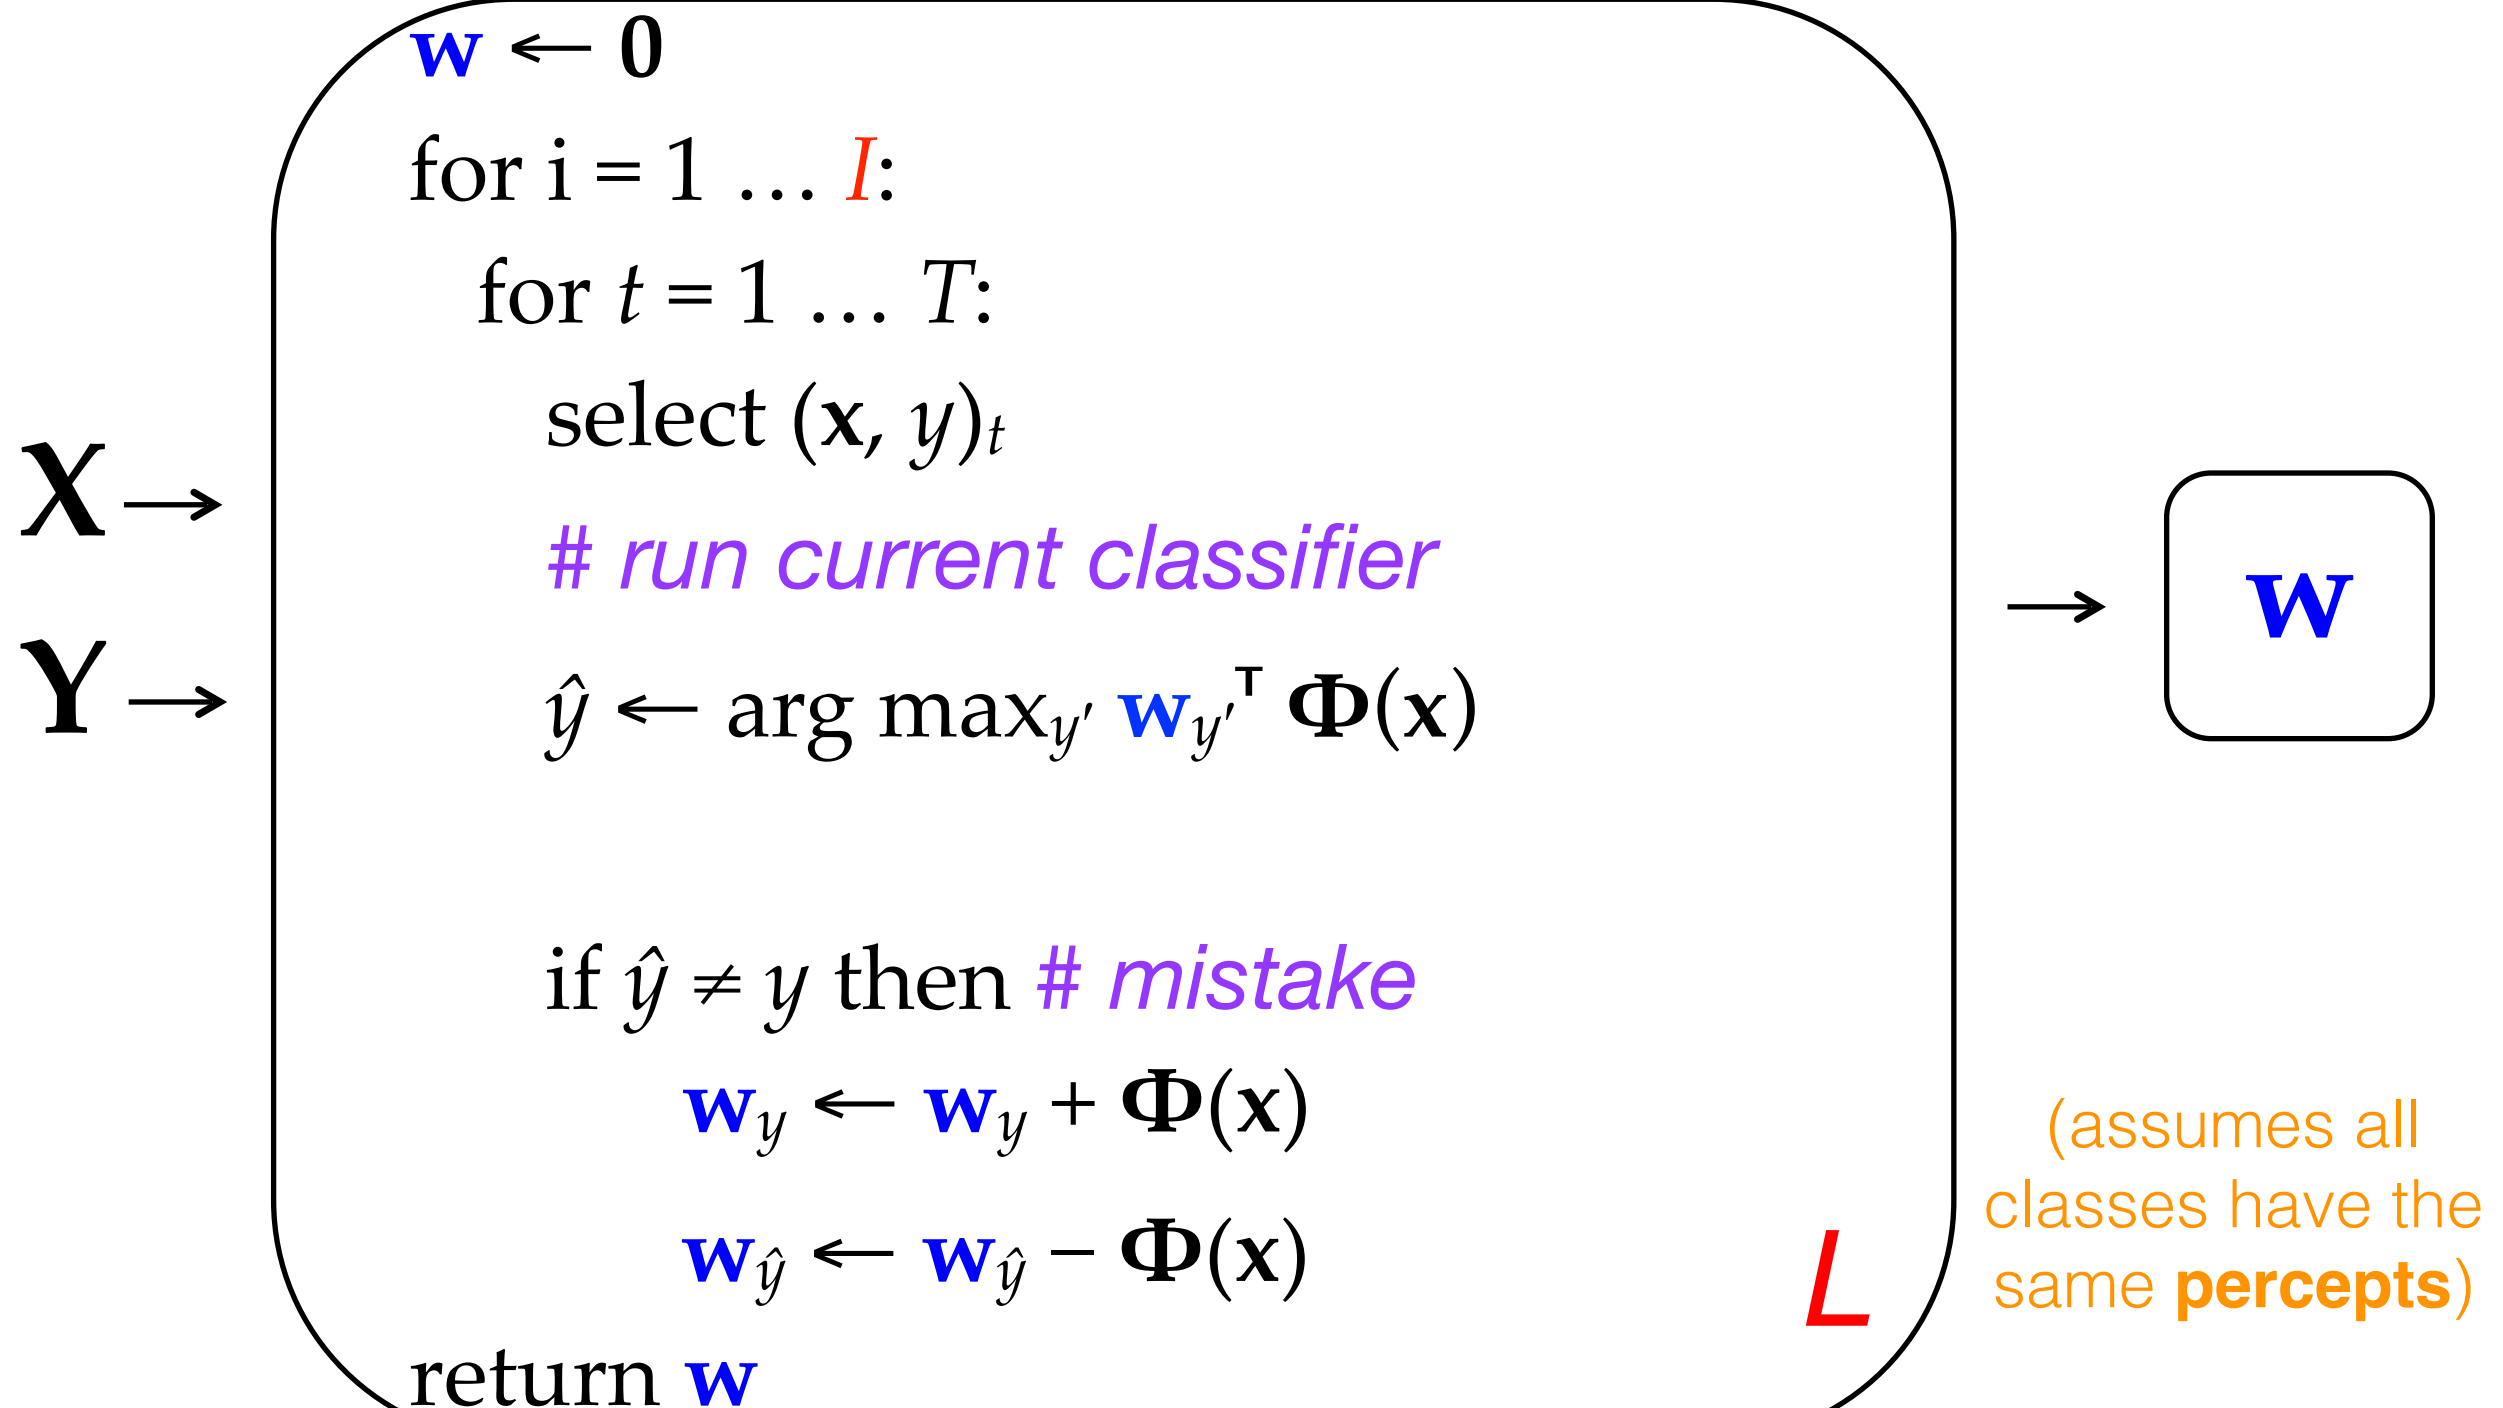 w ← 0
for i = 1 … I:
for t = 1 … T:
select (x, y)t
# run current classifier
ŷ ← arg maxy′ wy′⊤ Φ(x)
if ŷ ≠ y then # mistake
wy ← wy + Φ(x)
wŷ ← wŷ − Φ(x)
return w
X →
Y →
L
→ w
(assumes all
classes have the
same percepts)